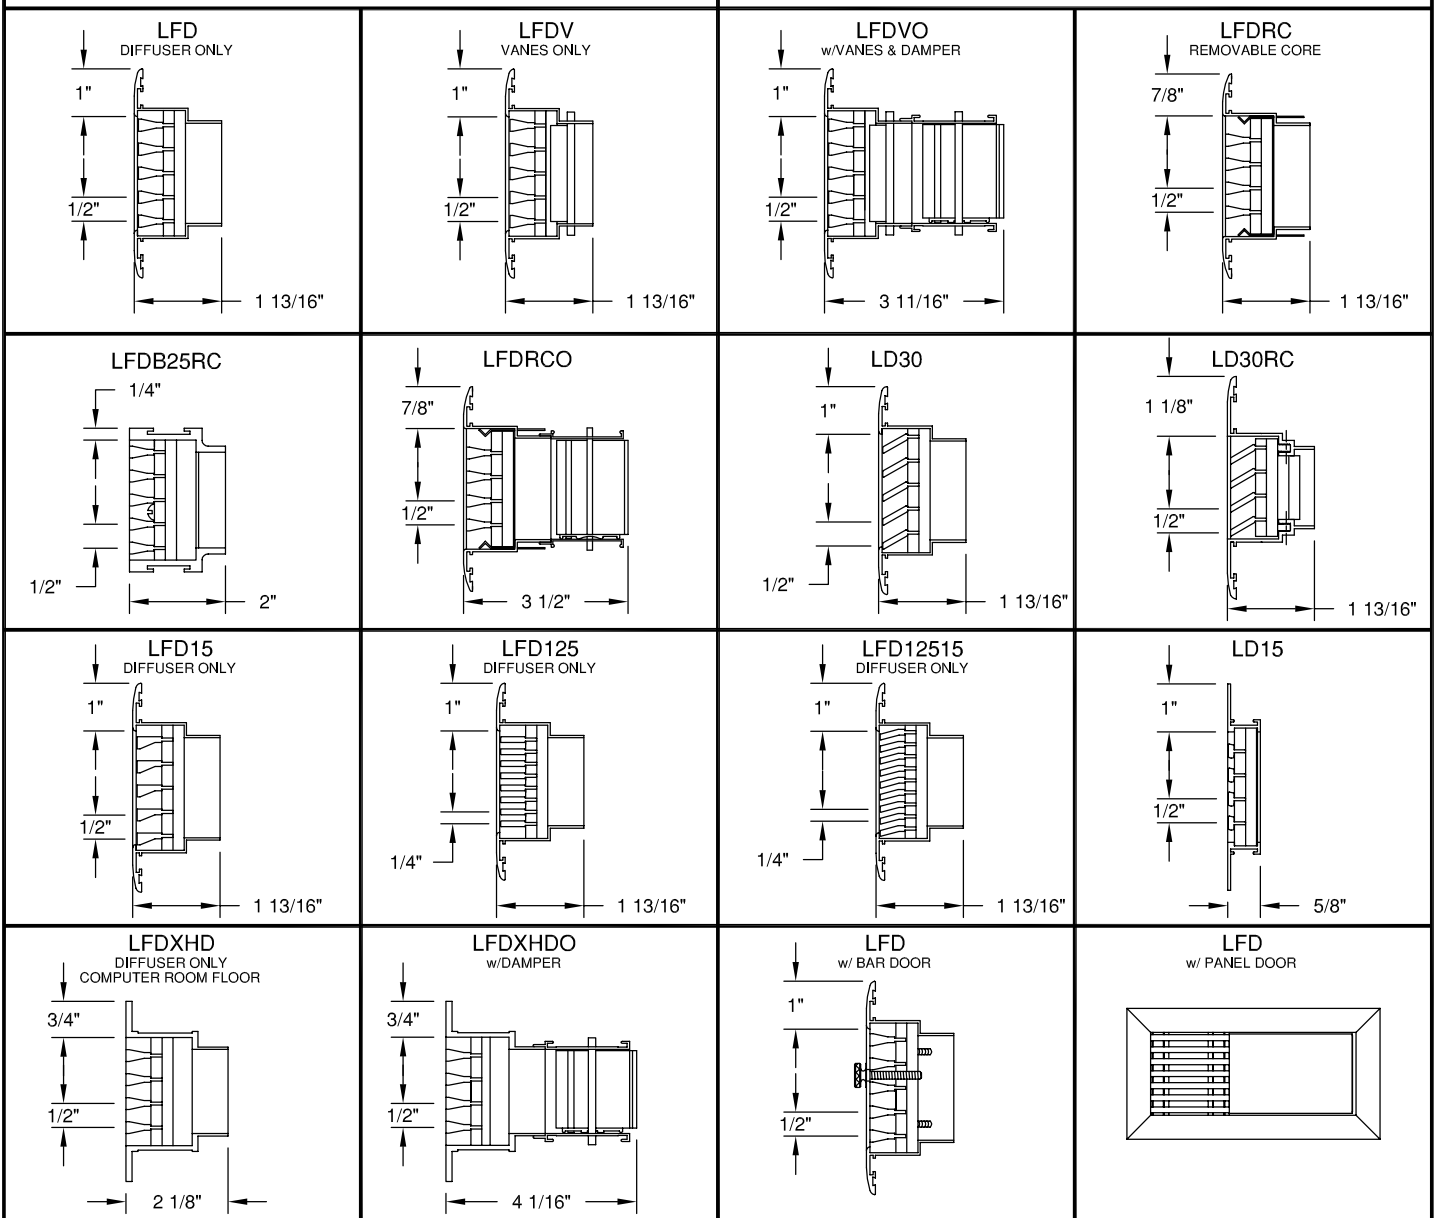 LFD
DIFFUSER ONLY
1"
1/2"
1 13/16"
LFDV
VANES ONLY
1"
1/2"
1 13/16"
LFDVO
w/VANES & DAMPER
1"
1/2"
3 11/16"
LFDRC
REMOVABLE CORE
7/8"
1/2"
1 13/16"
LFDB25RC
1/4"
1/2"
2"
LFDRCO
7/8"
1/2"
3 1/2"
LD30
1"
1/2"
1 13/16"
LD30RC
1 1/8"
1/2"
1 13/16"
LFD15
DIFFUSER ONLY
1"
1/2"
1 13/16"
LFD125
DIFFUSER ONLY
1"
1/4"
1 13/16"
LFD12515
DIFFUSER ONLY
1"
1/4"
1 13/16"
LD15
1"
1/2"
5/8"
LFDXHD
DIFFUSER ONLY
COMPUTER ROOM FLOOR
3/4"
1/2"
2 1/8"
LFDXHDO
w/DAMPER
3/4"
1/2"
4 1/16"
LFD
w/ BAR DOOR
1"
1/2"
LFD
w/ PANEL DOOR